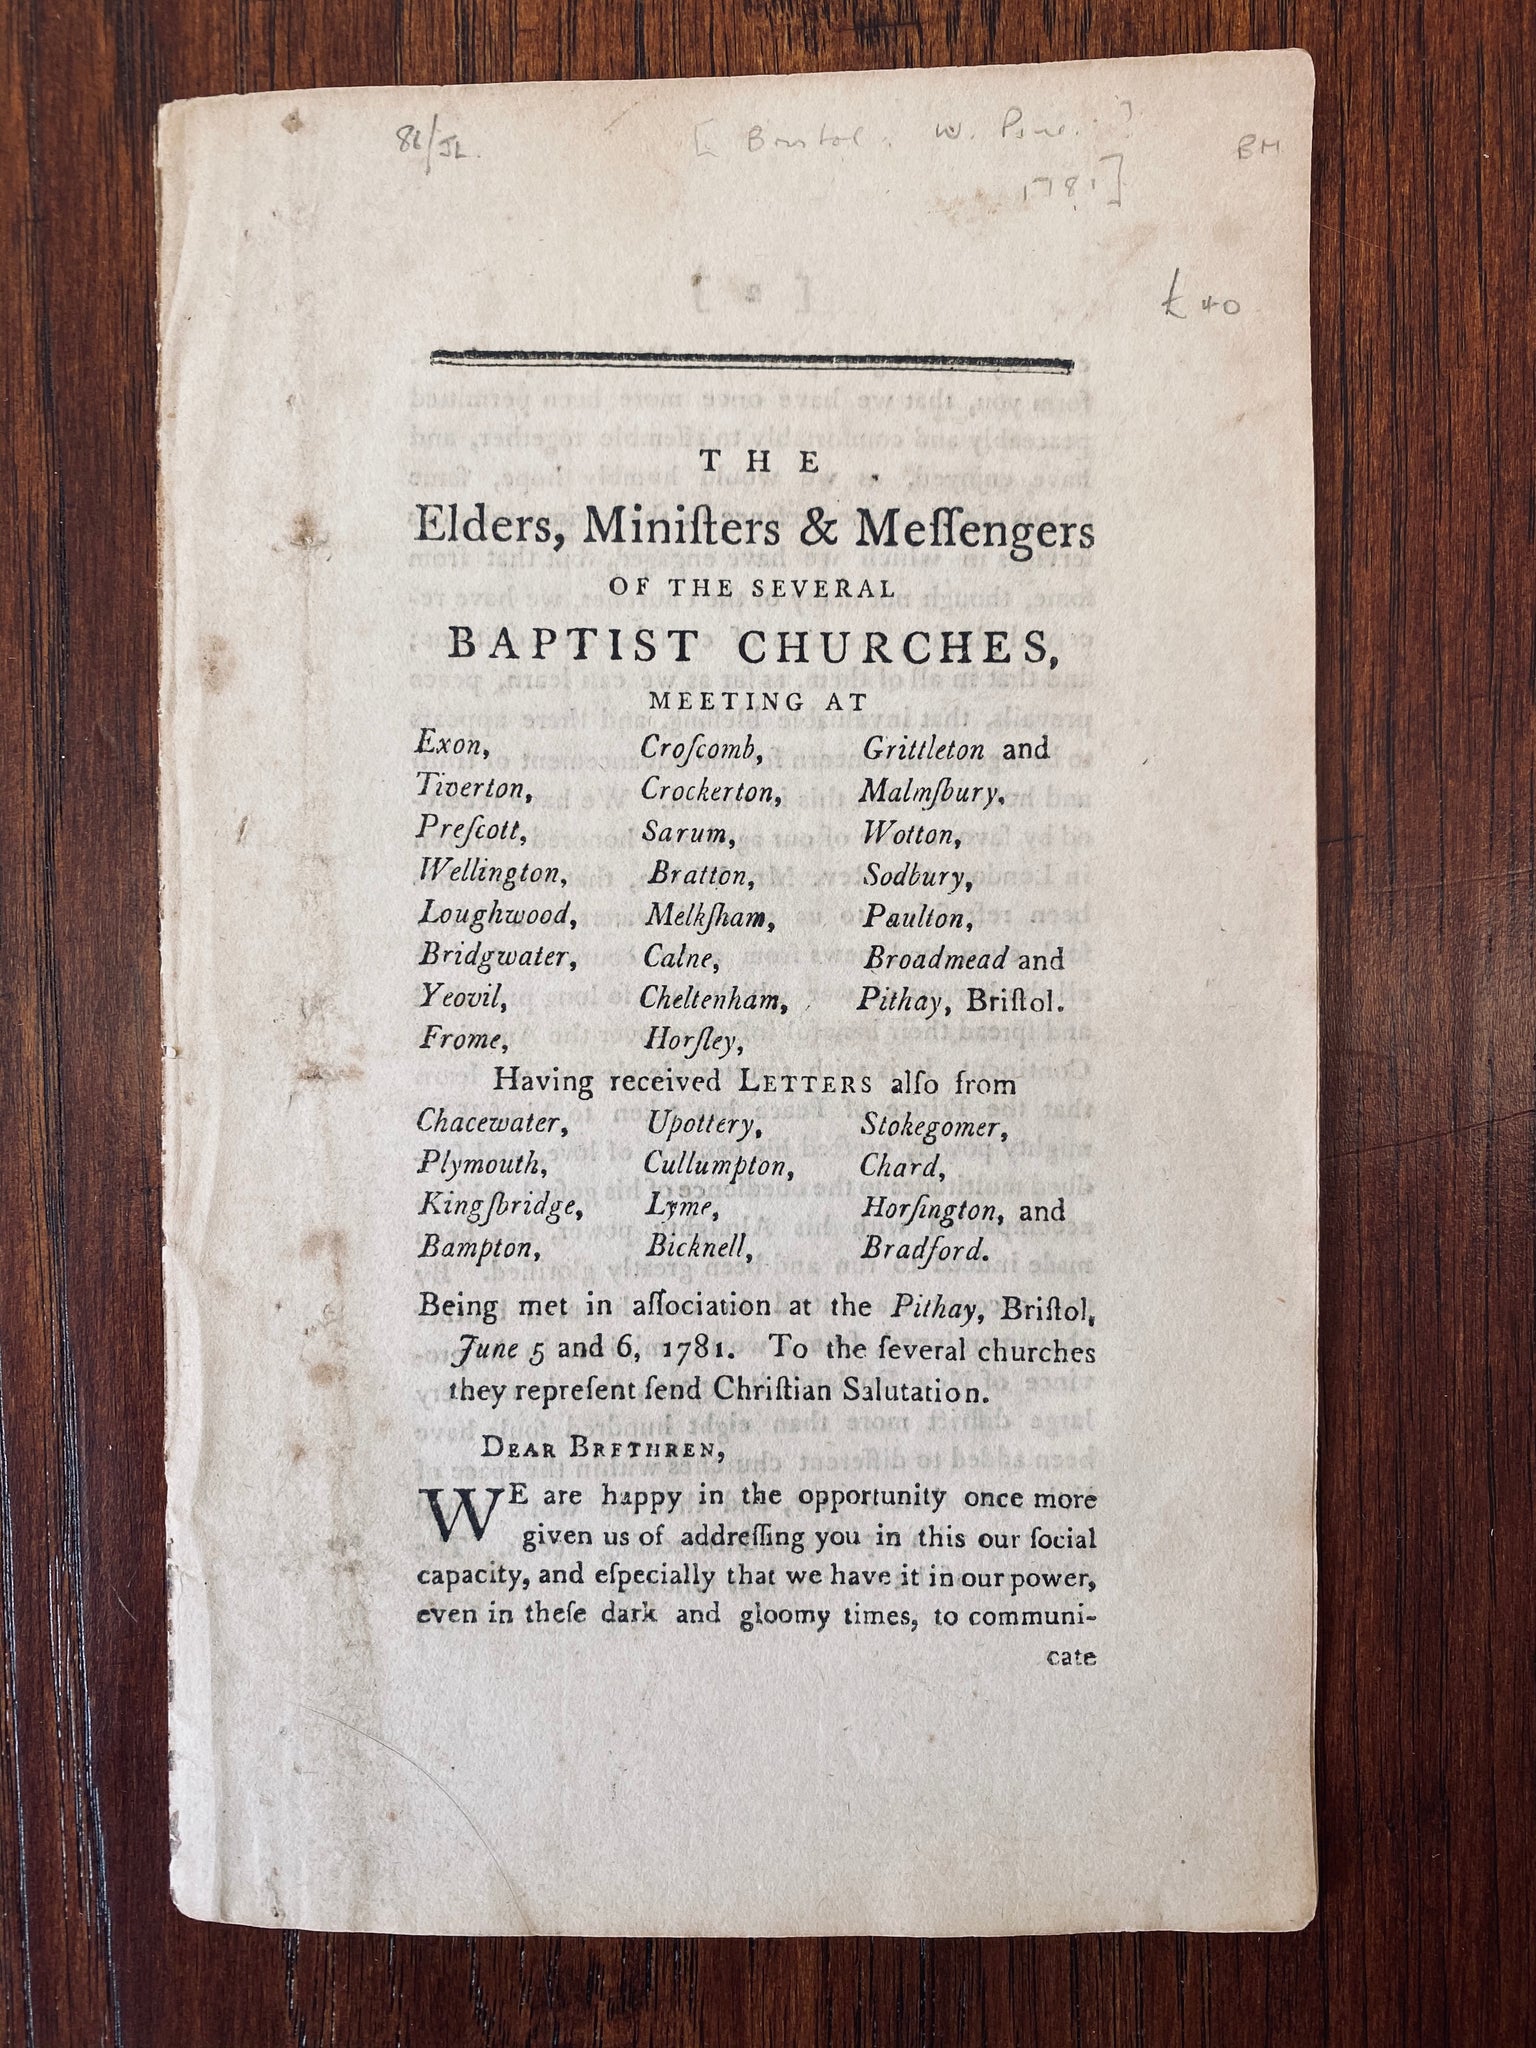 86/JL.
[Bristol. W. Pine. ?
1781]
BM
£40
THE
Elders, Miniſters & Meſſengers
OF THE SEVERAL
BAPTIST CHURCHES,
MEETING AT
Exon, Croſcomb, Grittleton and
Tiverton, Crockerton, Malmſbury,
Preſcott, Sarum, Wotton,
Wellington, Bratton, Sodbury,
Loughwood, Melkſham, Paulton,
Bridgwater, Calne, Broadmead and
Yeovil, Cheltenham, Pithay, Briſtol.
Frome, Horſley,
Having received LETTERS alſo from
Chacewater, Upottery, Stokegomer,
Plymouth, Cullumpton, Chard,
Kingſbridge, Lyme, Horſington, and
Bampton, Bicknell, Bradford.
Being met in aſſociation at the Pithay, Briſtol,
June 5 and 6, 1781. To the ſeveral churches
they repreſent ſend Chriſtian Salutation.
DEAR BRETHREN,
WE are happy in the opportunity once more
given us of addreſſing you in this our ſocial
capacity, and eſpecially that we have it in our power,
even in theſe dark and gloomy times, to communi-
cate